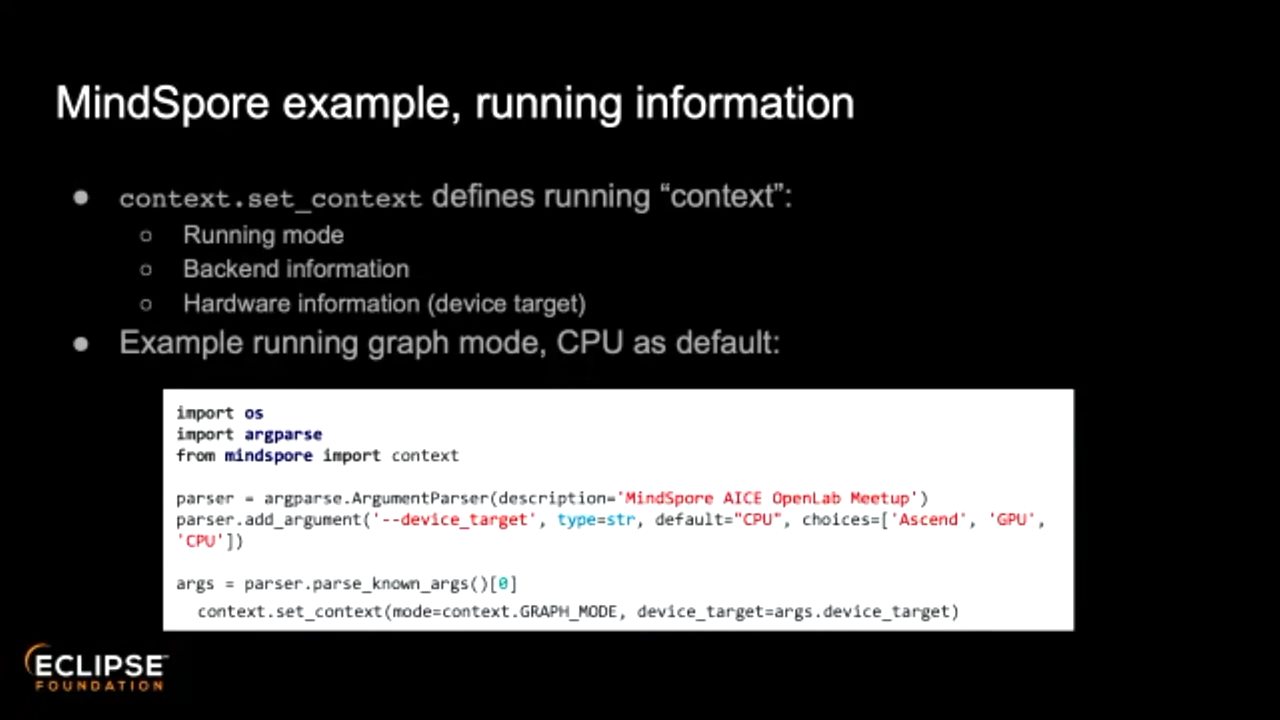 MindSpore example, running information
● context.set_context defines running “context”:
○ Running mode
○ Backend information
○ Hardware information (device target)
● Example running graph mode, CPU as default:
import os
import argparse
from mindspore import context

parser = argparse.ArgumentParser(description='MindSpore AICE OpenLab Meetup')
parser.add_argument('--device_target', type=str, default="CPU", choices=['Ascend', 'GPU',
'CPU'])

args = parser.parse_known_args()[0]
  context.set_context(mode=context.GRAPH_MODE, device_target=args.device_target)
ECLIPSE
FOUNDATION